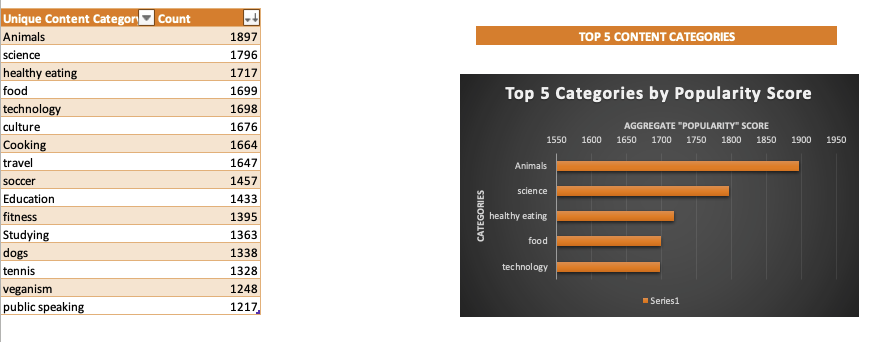 Unique Content Category Count
Animals 1897
science 1796
healthy eating 1717
food 1699
technology 1698
culture 1676
Cooking 1664
travel 1647
soccer 1457
Education 1433
fitness 1395
Studying 1363
dogs 1338
tennis 1328
veganism 1248
public speaking 1217
TOP 5 CONTENT CATEGORIES
Top 5 Categories by Popularity Score
AGGREGATE "POPULARITY" SCORE
1550 1600 1650 1700 1750 1800 1850 1900 1950
CATEGORIES
Animals
science
healthy eating
food
technology
Series1